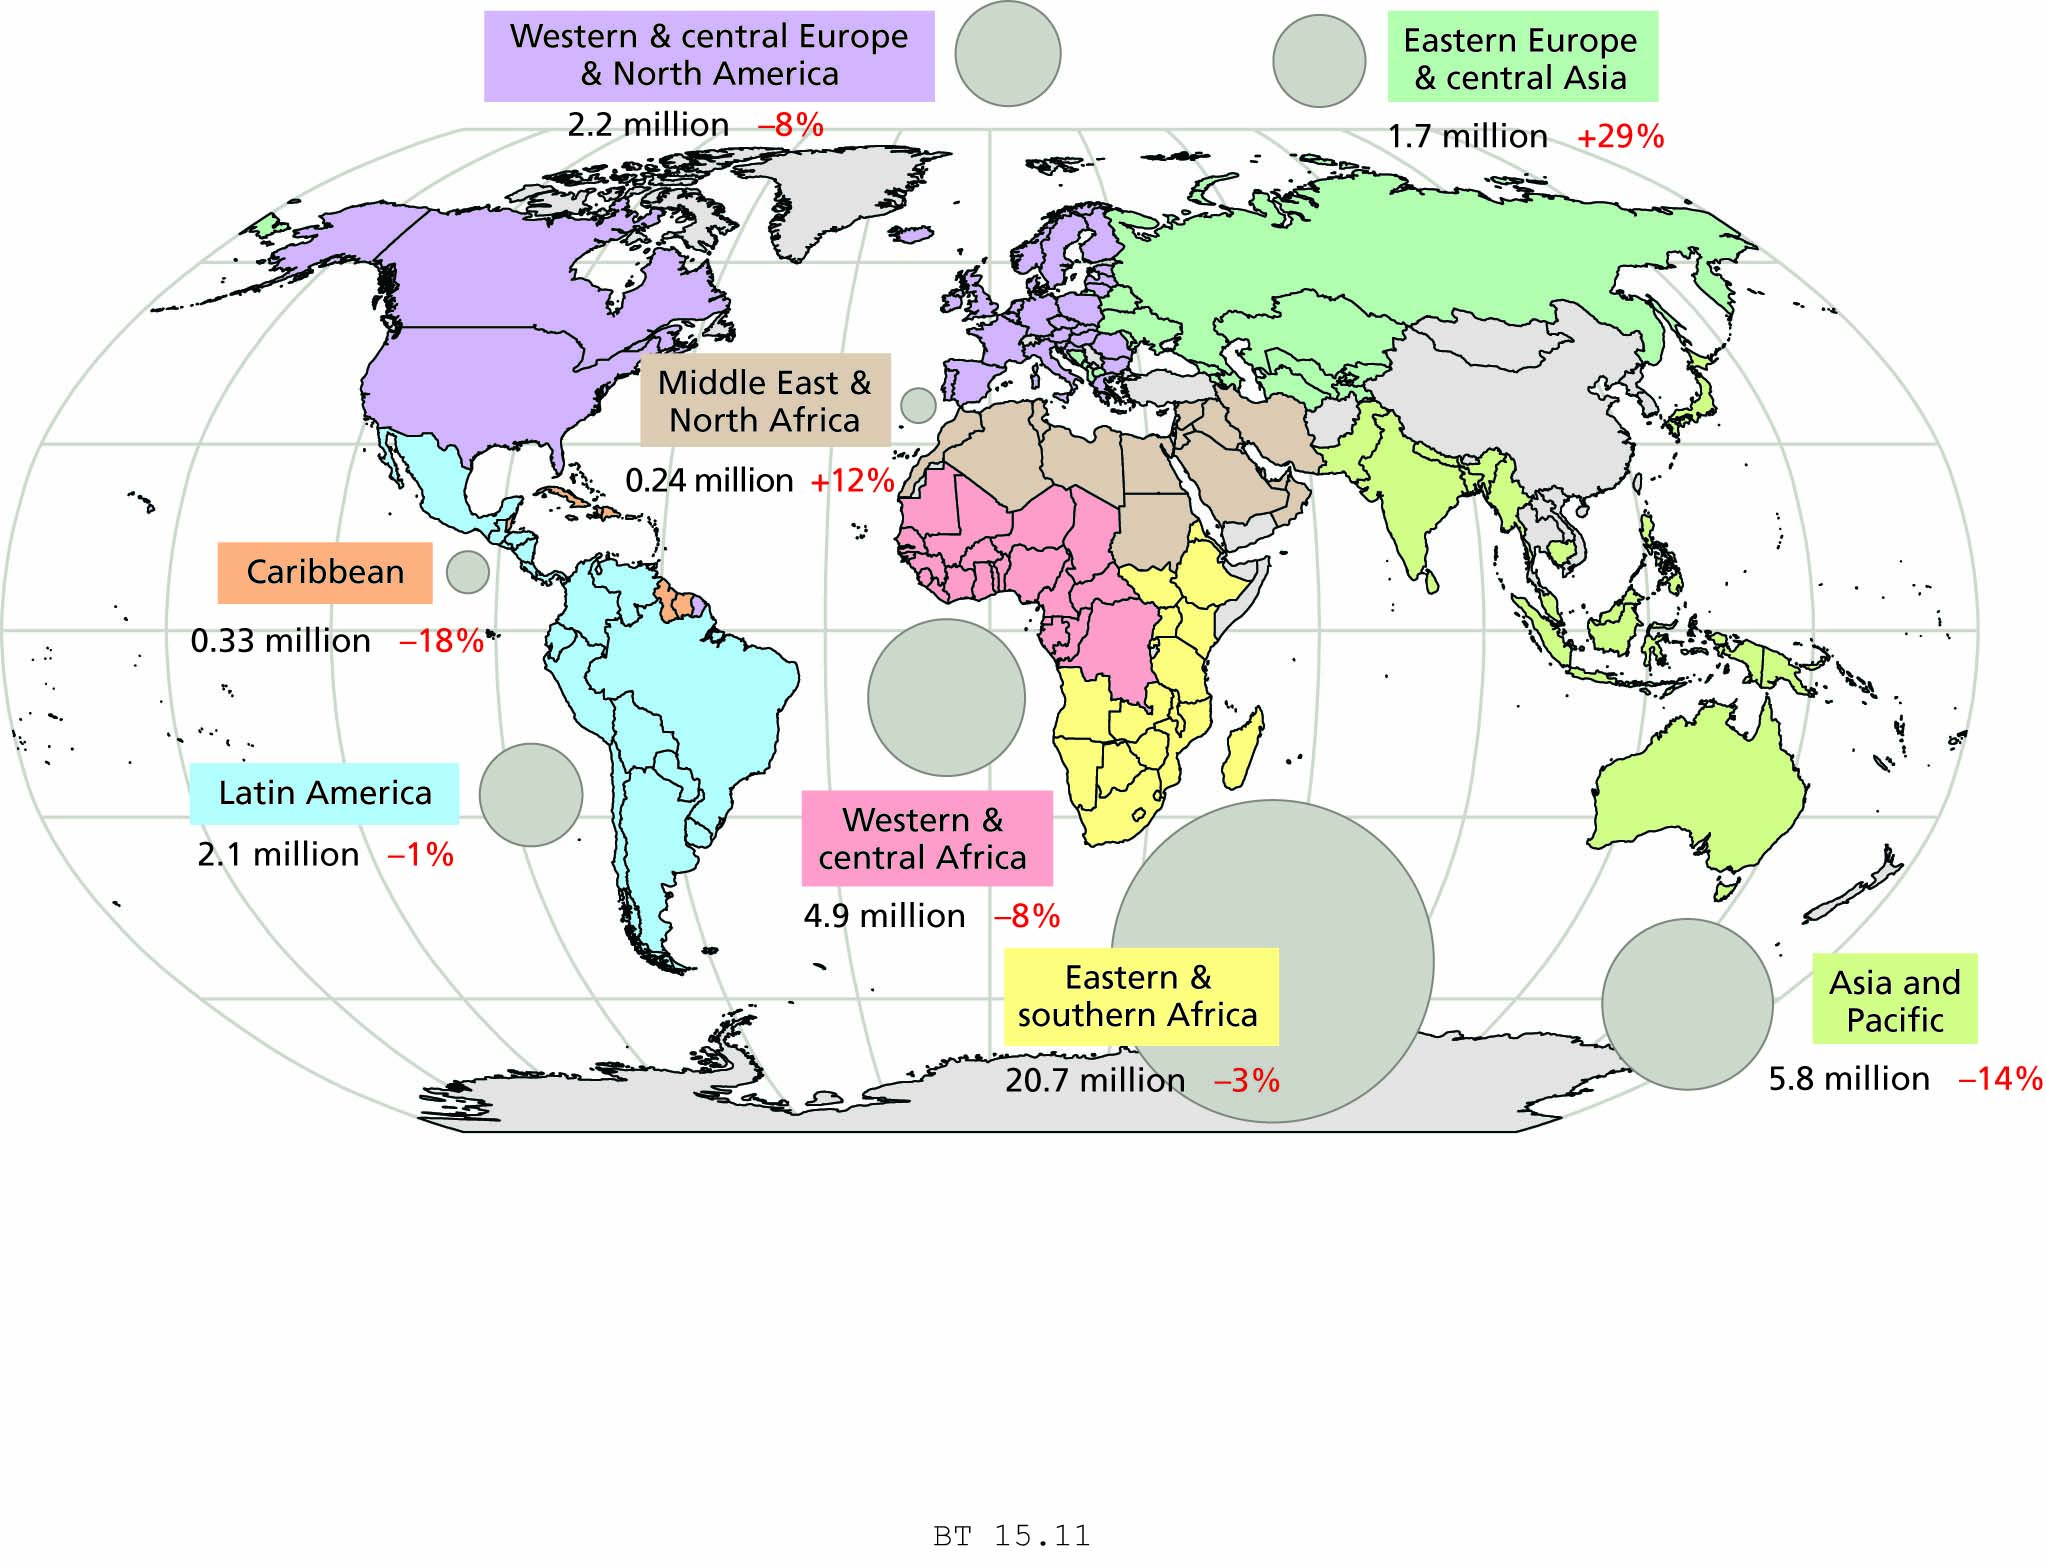 Western & central Europe
& North America
2.2 million –8%
Eastern Europe
& central Asia
1.7 million +29%
Middle East &
North Africa
0.24 million +12%
Caribbean
0.33 million –18%
Latin America
2.1 million –1%
Western &
central Africa
4.9 million –8%
Eastern &
southern Africa
20.7 million –3%
Asia and
Pacific
5.8 million –14%
BT 15.11